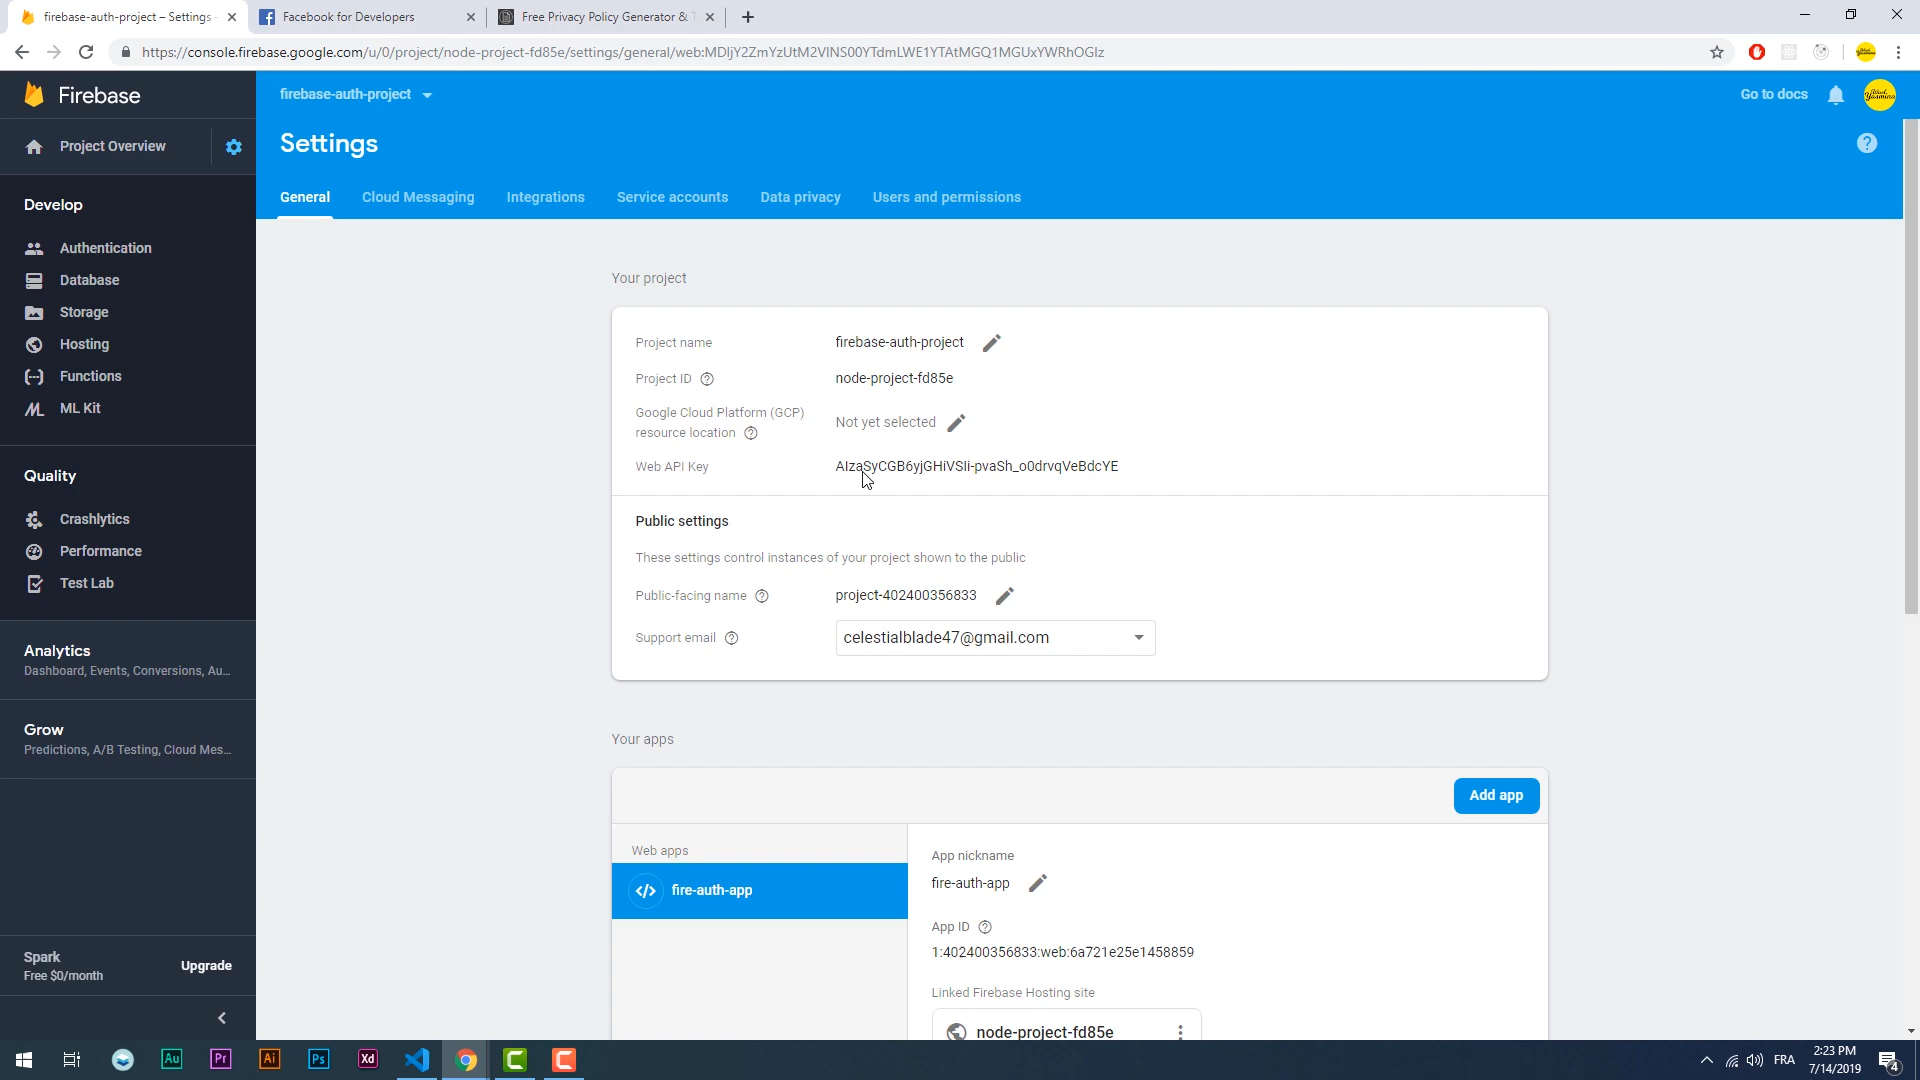 firebase-auth-project – Settings
Facebook for Developers
Free Privacy Policy Generator &
https://console.firebase.google.com/u/0/project/node-project-fd85e/settings/general/web:MDljY2ZmYzUtM2VlNS00YTdmLWE1YTAtMGQ1MGUxYWRhOGIz
Firebase
firebase-auth-project
Go to docs
Project Overview
Settings
General
Cloud Messaging
Integrations
Service accounts
Data privacy
Users and permissions
Develop
Authentication
Database
Storage
Hosting
Functions
ML Kit
Quality
Crashlytics
Performance
Test Lab
Analytics
Dashboard, Events, Conversions, Au...
Grow
Predictions, A/B Testing, Cloud Mes...
Spark
Free $0/month
Upgrade
Your project
Project name
firebase-auth-project
Project ID
node-project-fd85e
Google Cloud Platform (GCP)
resource location
Not yet selected
Web API Key
AIzaSyCGB6yjGHiVSIi-pvaSh_o0drvqVeBdcYE
Public settings
These settings control instances of your project shown to the public
Public-facing name
project-402400356833
Support email
celestialblade47@gmail.com
Your apps
Add app
Web apps
fire-auth-app
App nickname
fire-auth-app
App ID
1:402400356833:web:6a721e25e1458859
Linked Firebase Hosting site
node-project-fd85e
Au
Pr
Ai
Ps
Xd
FRA
2:23 PM
7/14/2019
4